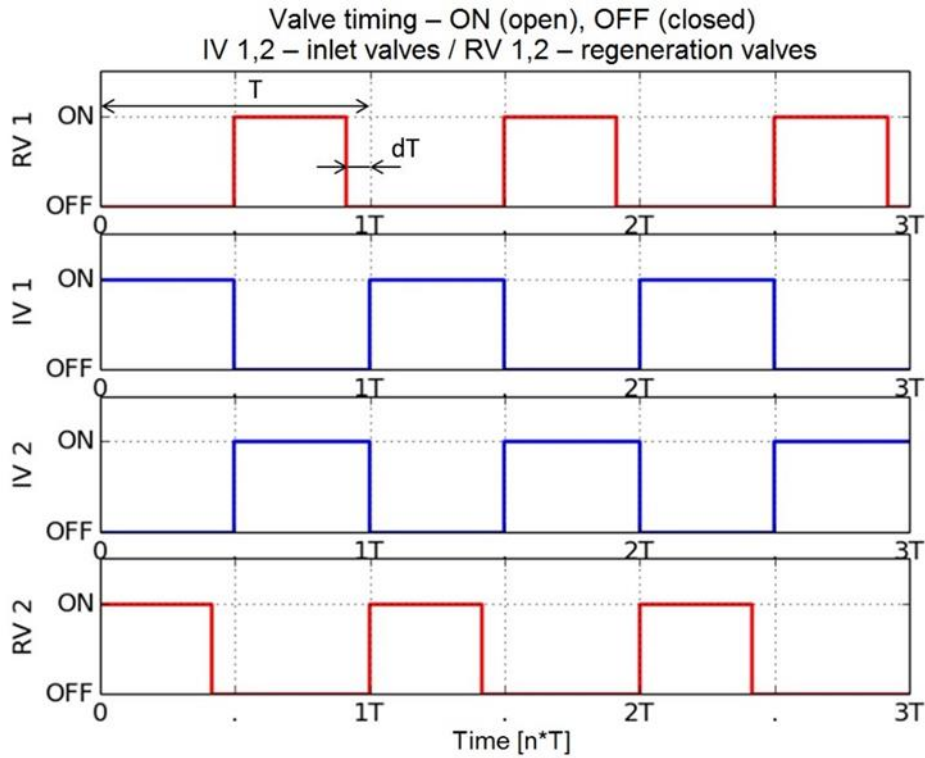 Valve timing – ON (open), OFF (closed)
IV 1,2 – inlet valves / RV 1,2 – regeneration valves
RV 1
ON
OFF
T
dT
0
1T
2T
3T
IV 1
ON
OFF
0
1T
2T
3T
IV 2
ON
OFF
0
1T
2T
3T
RV 2
ON
OFF
0 . 1T . 2T . 3T
Time [n*T]